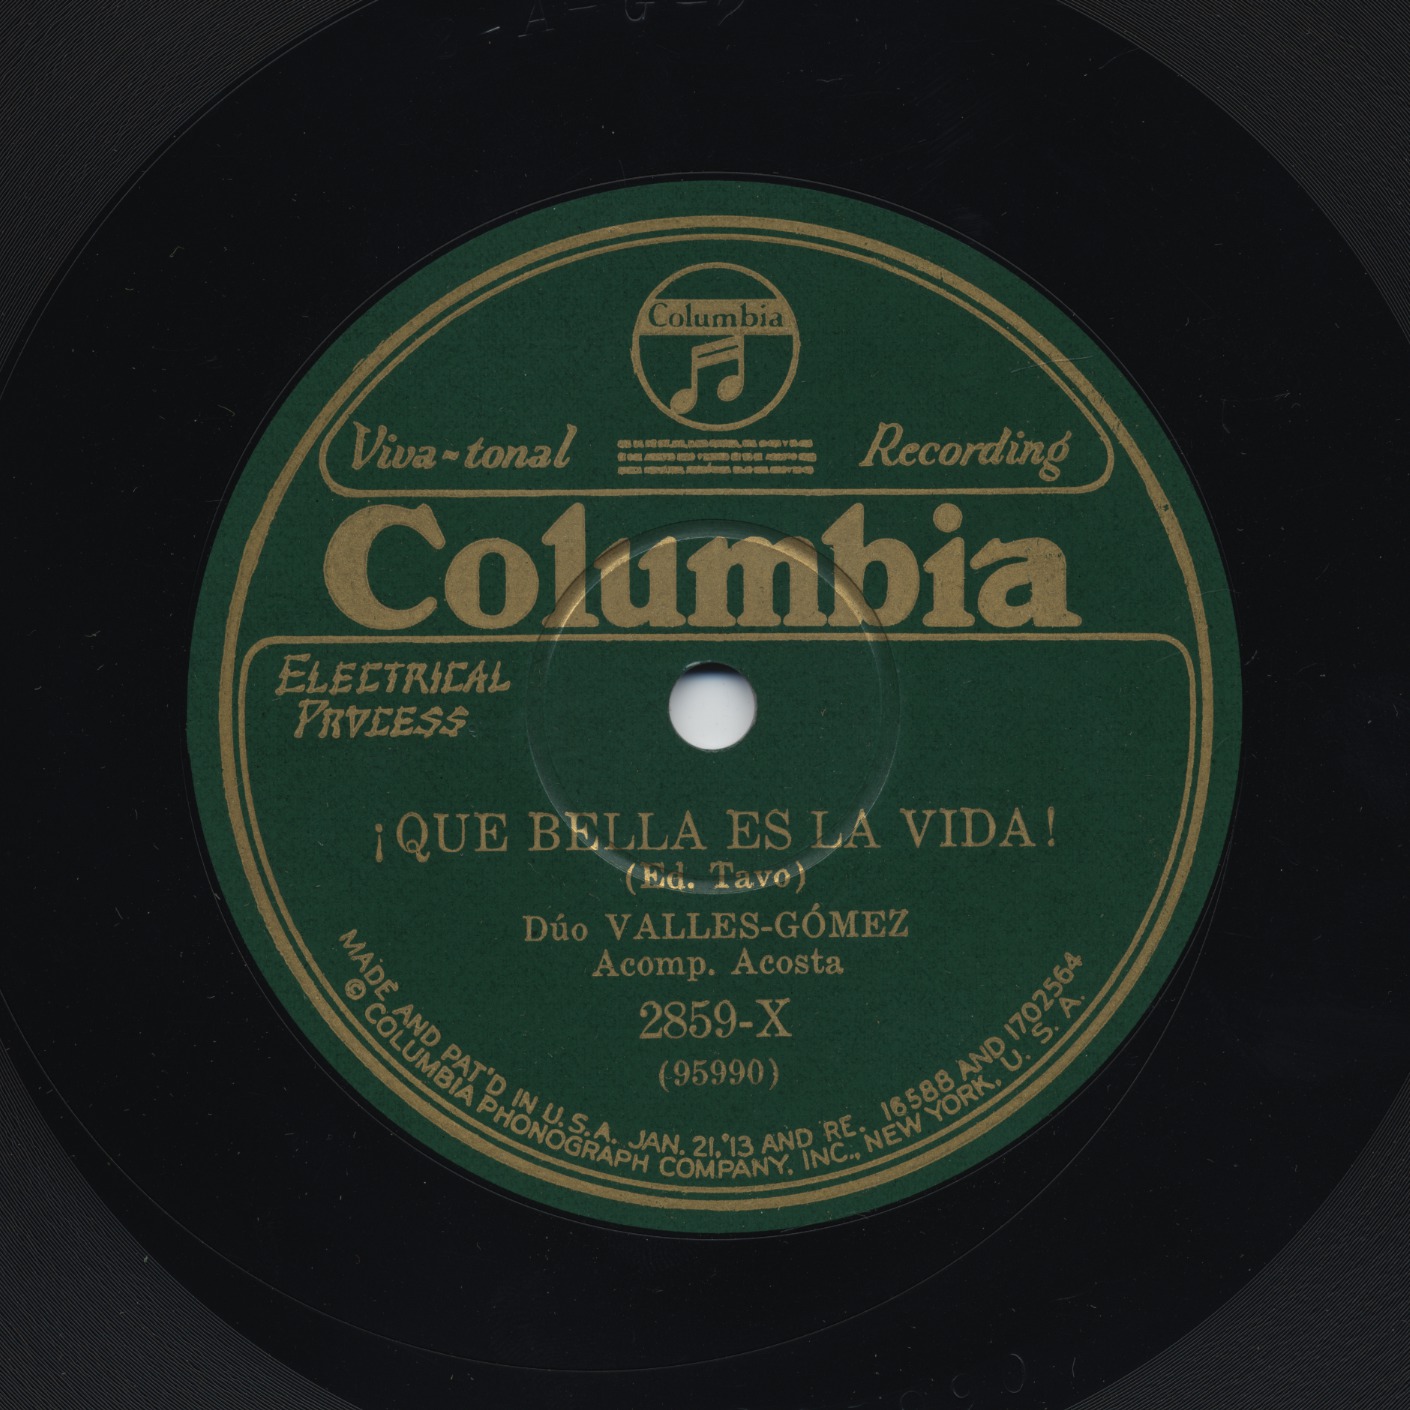 Columbia
Viva-tonal Recording
Columbia
ELECTRICAL
PROCESS
¡QUE BELLA ES LA VIDA!
(Ed. Tavo)
Dúo VALLES-GÓMEZ
Acomp. Acosta
2859-X
(95990)
MADE AND PAT'D IN U.S.A. JAN. 21,'13 AND RE. 16588 AND 1702564
© COLUMBIA PHONOGRAPH COMPANY, INC., NEW YORK, U. S. A.